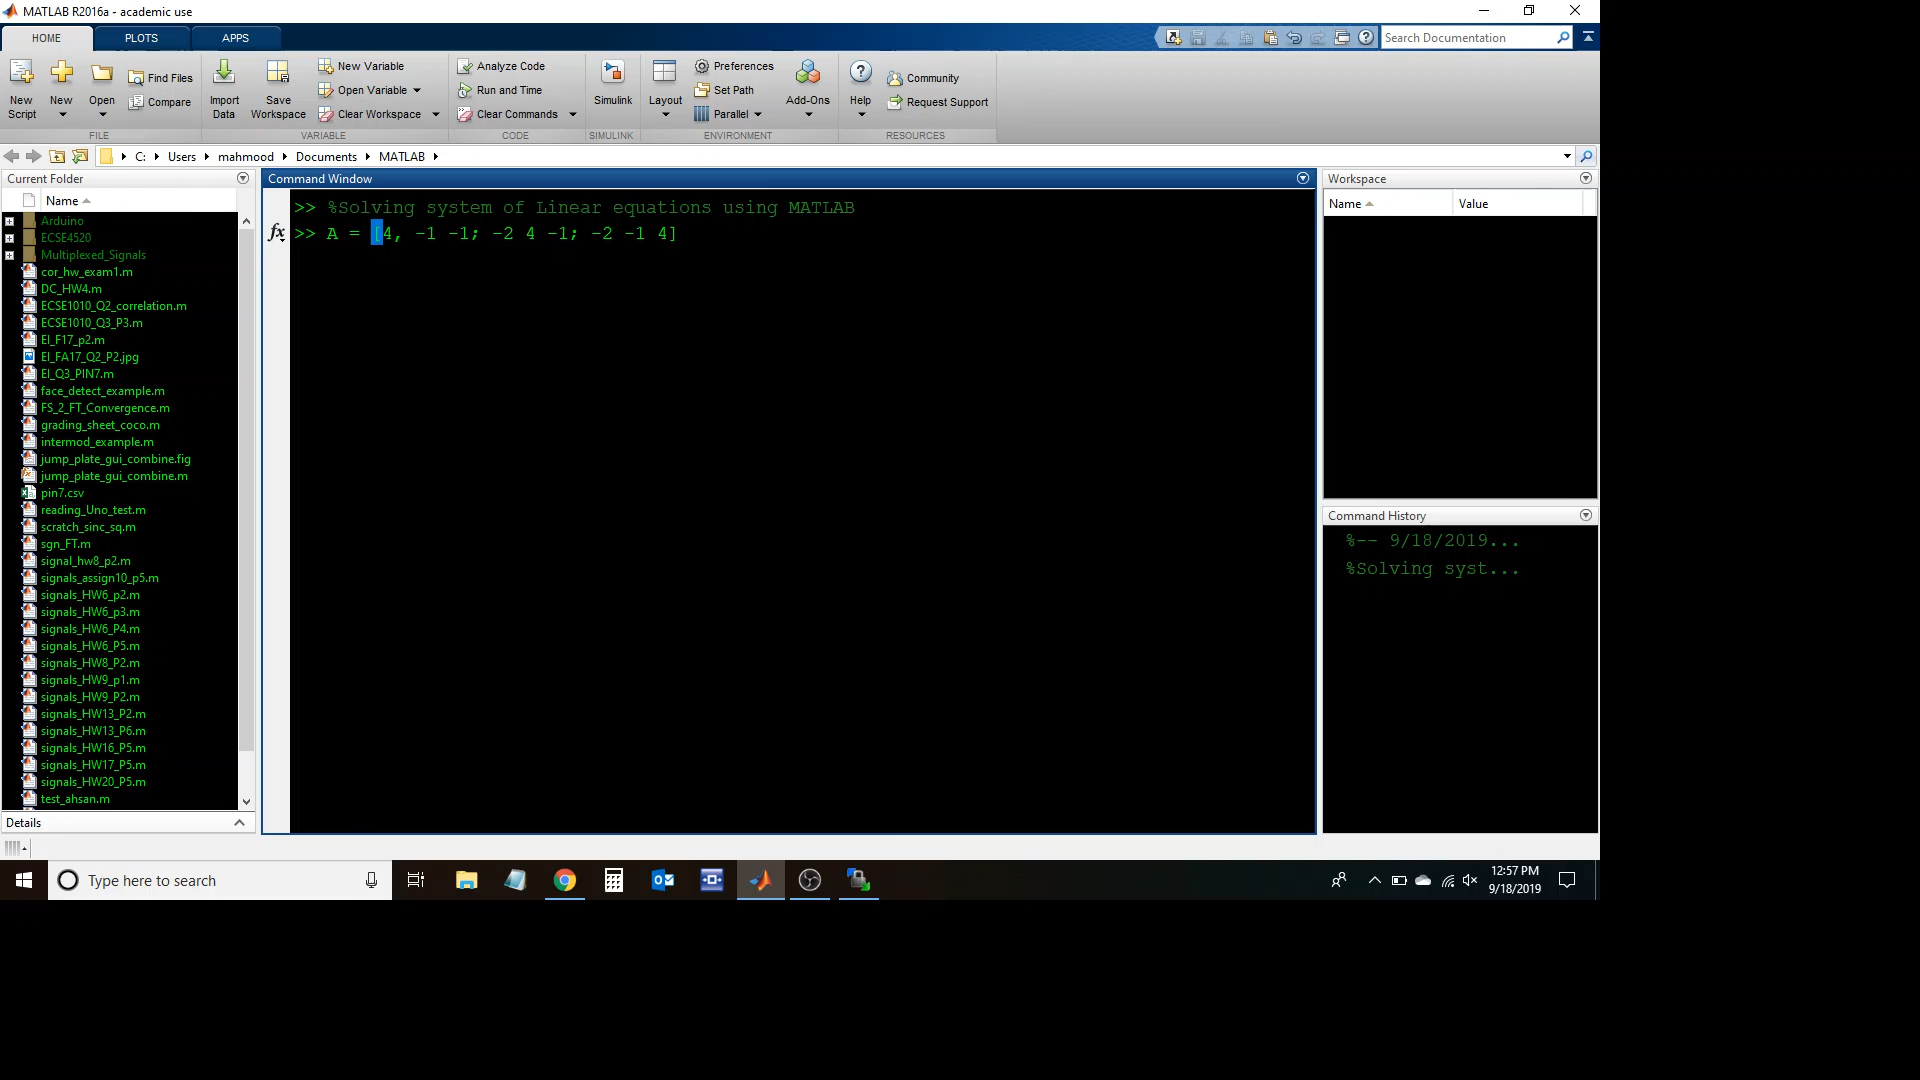 MATLAB R2016a - academic use
HOME PLOTS APPS
Search Documentation
New Script
New
Open
Find Files
Compare
FILE
Import Data
Save Workspace
New Variable
Open Variable
Clear Workspace
VARIABLE
Analyze Code
Run and Time
Clear Commands
CODE
Simulink
SIMULINK
Layout
Preferences
Set Path
Parallel
ENVIRONMENT
Add-Ons
Help
Community
Request Support
RESOURCES
C: Users mahmood Documents MATLAB
Current Folder
Name
Arduino
ECSE4520
Multiplexed_Signals
cor_hw_exam1.m
DC_HW4.m
ECSE1010_Q2_correlation.m
ECSE1010_Q3_P3.m
EI_F17_p2.m
EI_FA17_Q2_P2.jpg
EI_Q3_PIN7.m
face_detect_example.m
FS_2_FT_Convergence.m
grading_sheet_coco.m
intermod_example.m
jump_plate_gui_combine.fig
jump_plate_gui_combine.m
pin7.csv
reading_Uno_test.m
scratch_sinc_sq.m
sgn_FT.m
signal_hw8_p2.m
signals_assign10_p5.m
signals_HW6_p2.m
signals_HW6_p3.m
signals_HW6_P4.m
signals_HW6_P5.m
signals_HW8_P2.m
signals_HW9_p1.m
signals_HW9_P2.m
signals_HW13_P2.m
signals_HW13_P6.m
signals_HW16_P5.m
signals_HW17_P5.m
signals_HW20_P5.m
test_ahsan.m
Details
Command Window
>> %Solving system of Linear equations using MATLAB
fx >> A = [4, -1 -1; -2 4 -1; -2 -1 4]
Workspace
Name Value
Command History
%-- 9/18/2019...
%Solving syst...
Type here to search
12:57 PM
9/18/2019